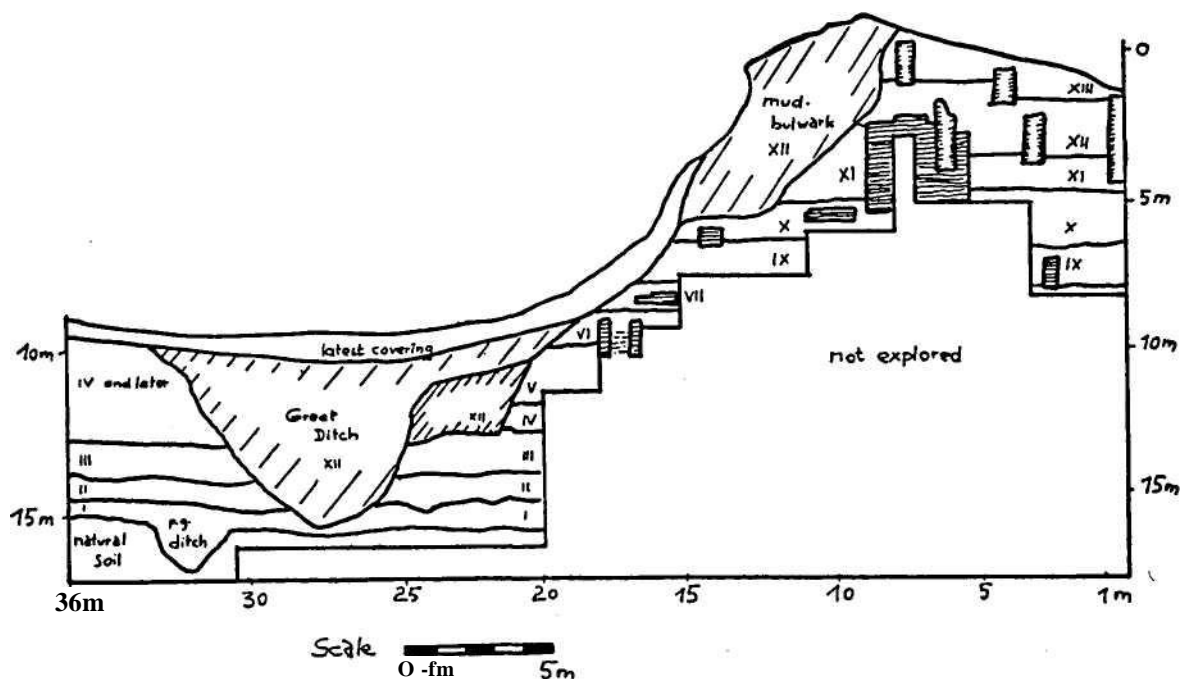 O
XIII
mud-
bulwark
XII
XII
XI
XI
5m
X
X
IX
IX
VII
10m
latest covering
VI
not explored
10m
IV and later
V
Great
Ditch
XII
XII
IV
III
III
II
II
15m
I
I
15m
natural
Soil
ditch
36m
30
25
20
15
10
5
1m
Scale
O -fm
5m